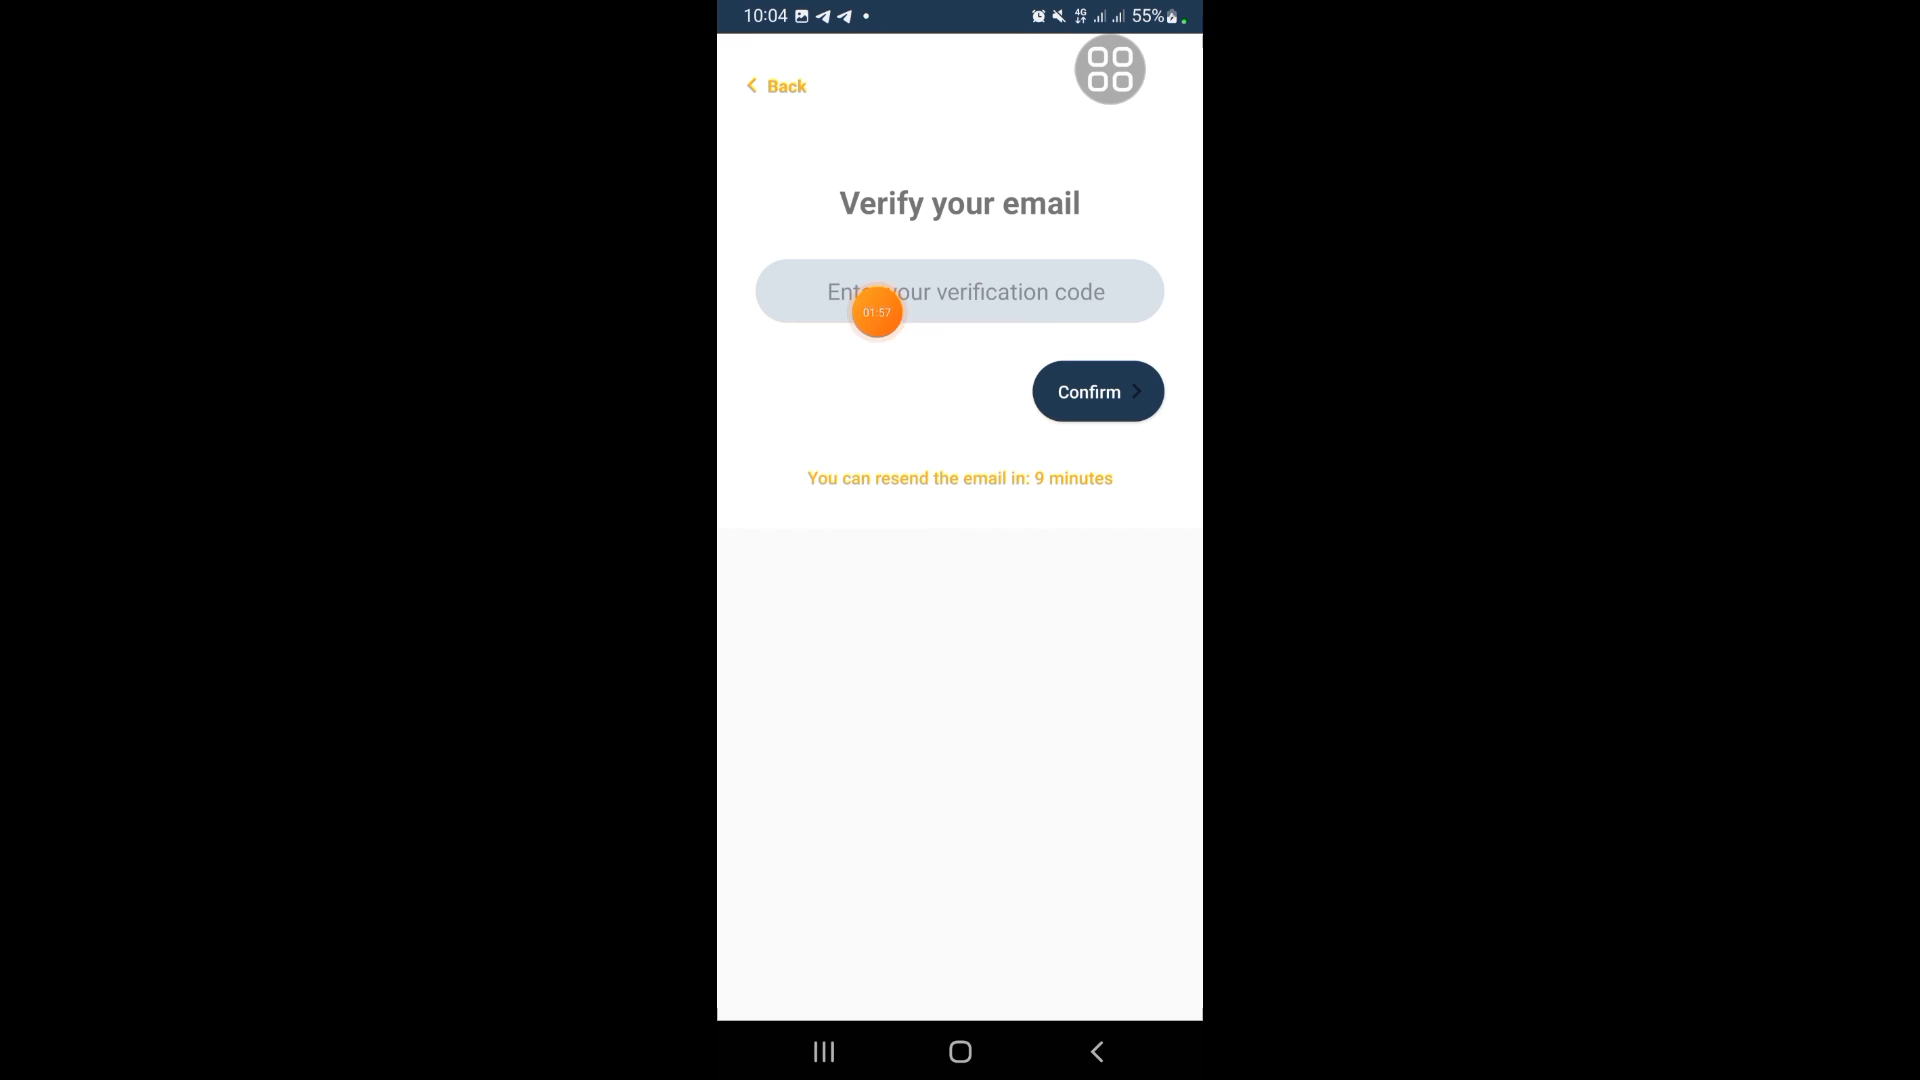 10:04 4G 55%
Back
Verify your email
Enter your verification code
01:57
Confirm
You can resend the email in: 9 minutes